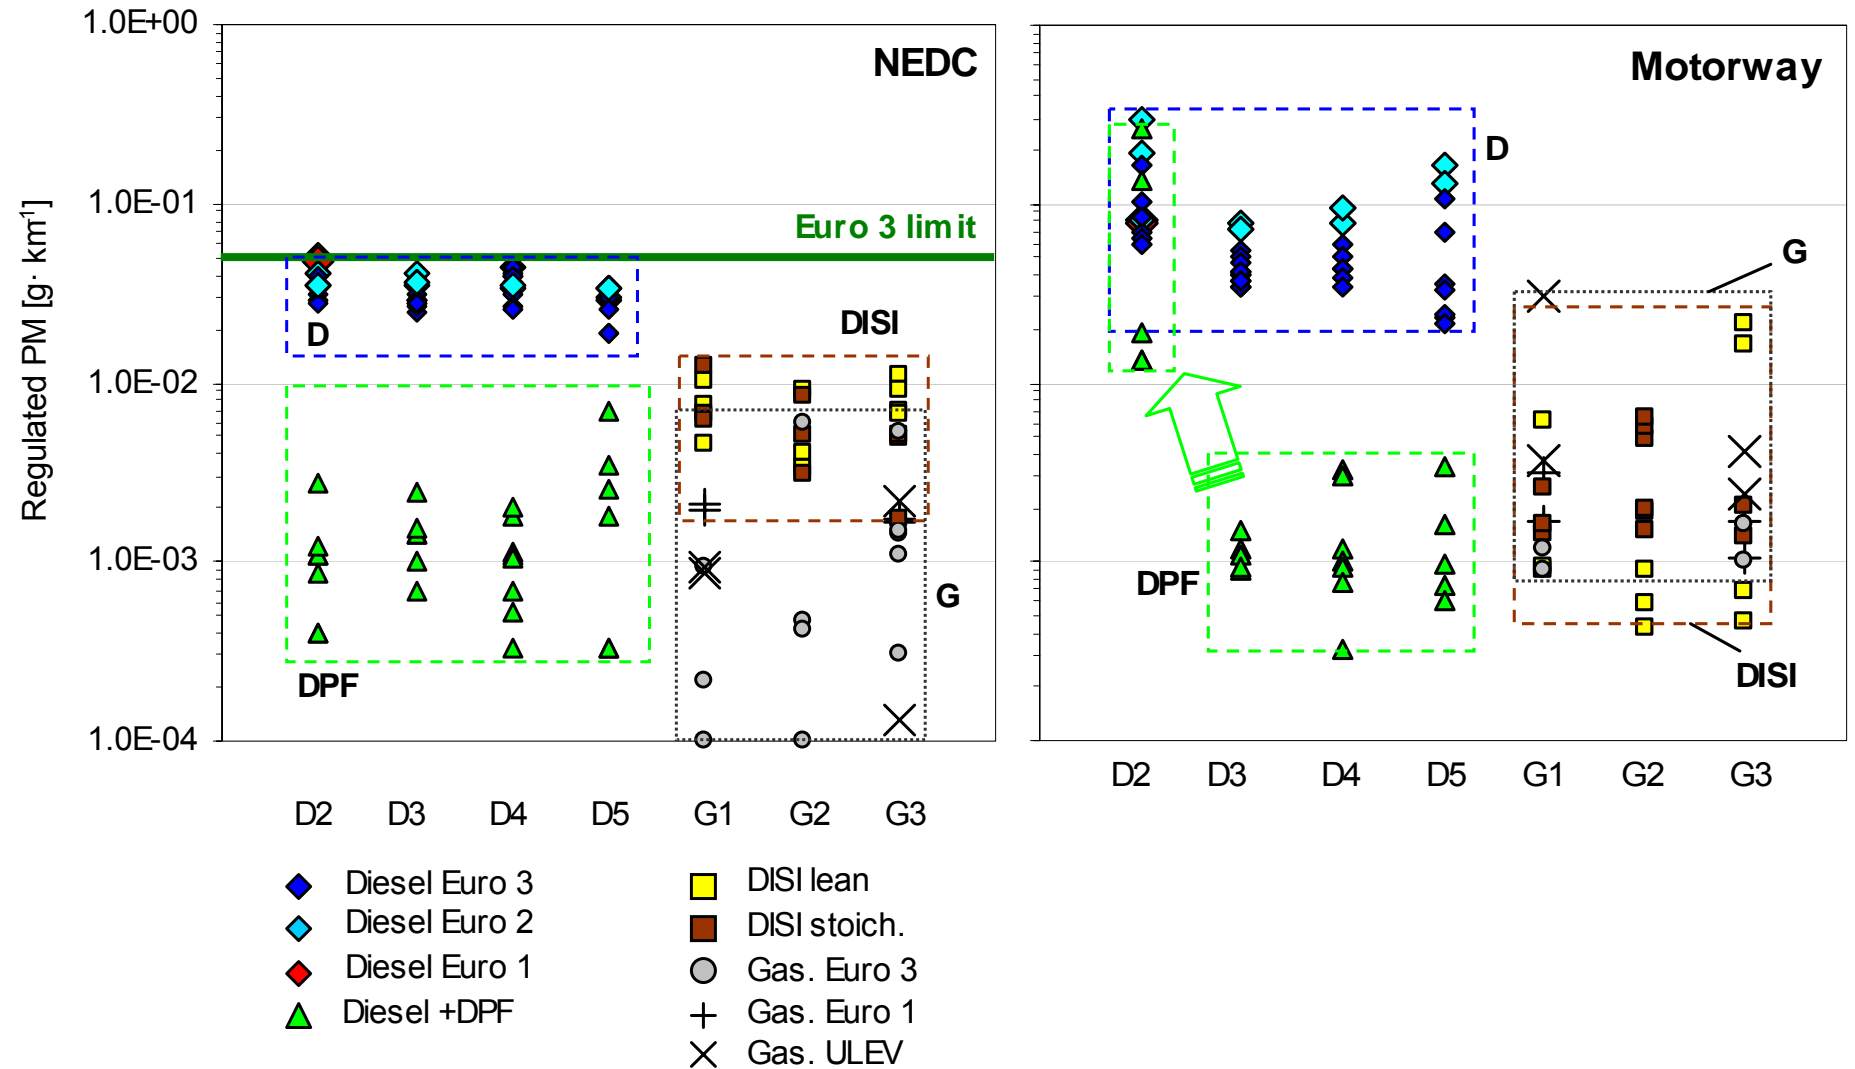 1.0E+00
1.0E-01
1.0E-02
1.0E-03
1.0E-04
Regulated PM [g· km-1]
NEDC
Euro 3 limit
D
DISI
DPF
G
D2 D3 D4 D5 G1 G2 G3
Motorway
D
G
DPF
DISI
D2 D3 D4 D5 G1 G2 G3
Diesel Euro 3
Diesel Euro 2
Diesel Euro 1
Diesel +DPF
DISI lean
DISI stoich.
Gas. Euro 3
Gas. Euro 1
Gas. ULEV